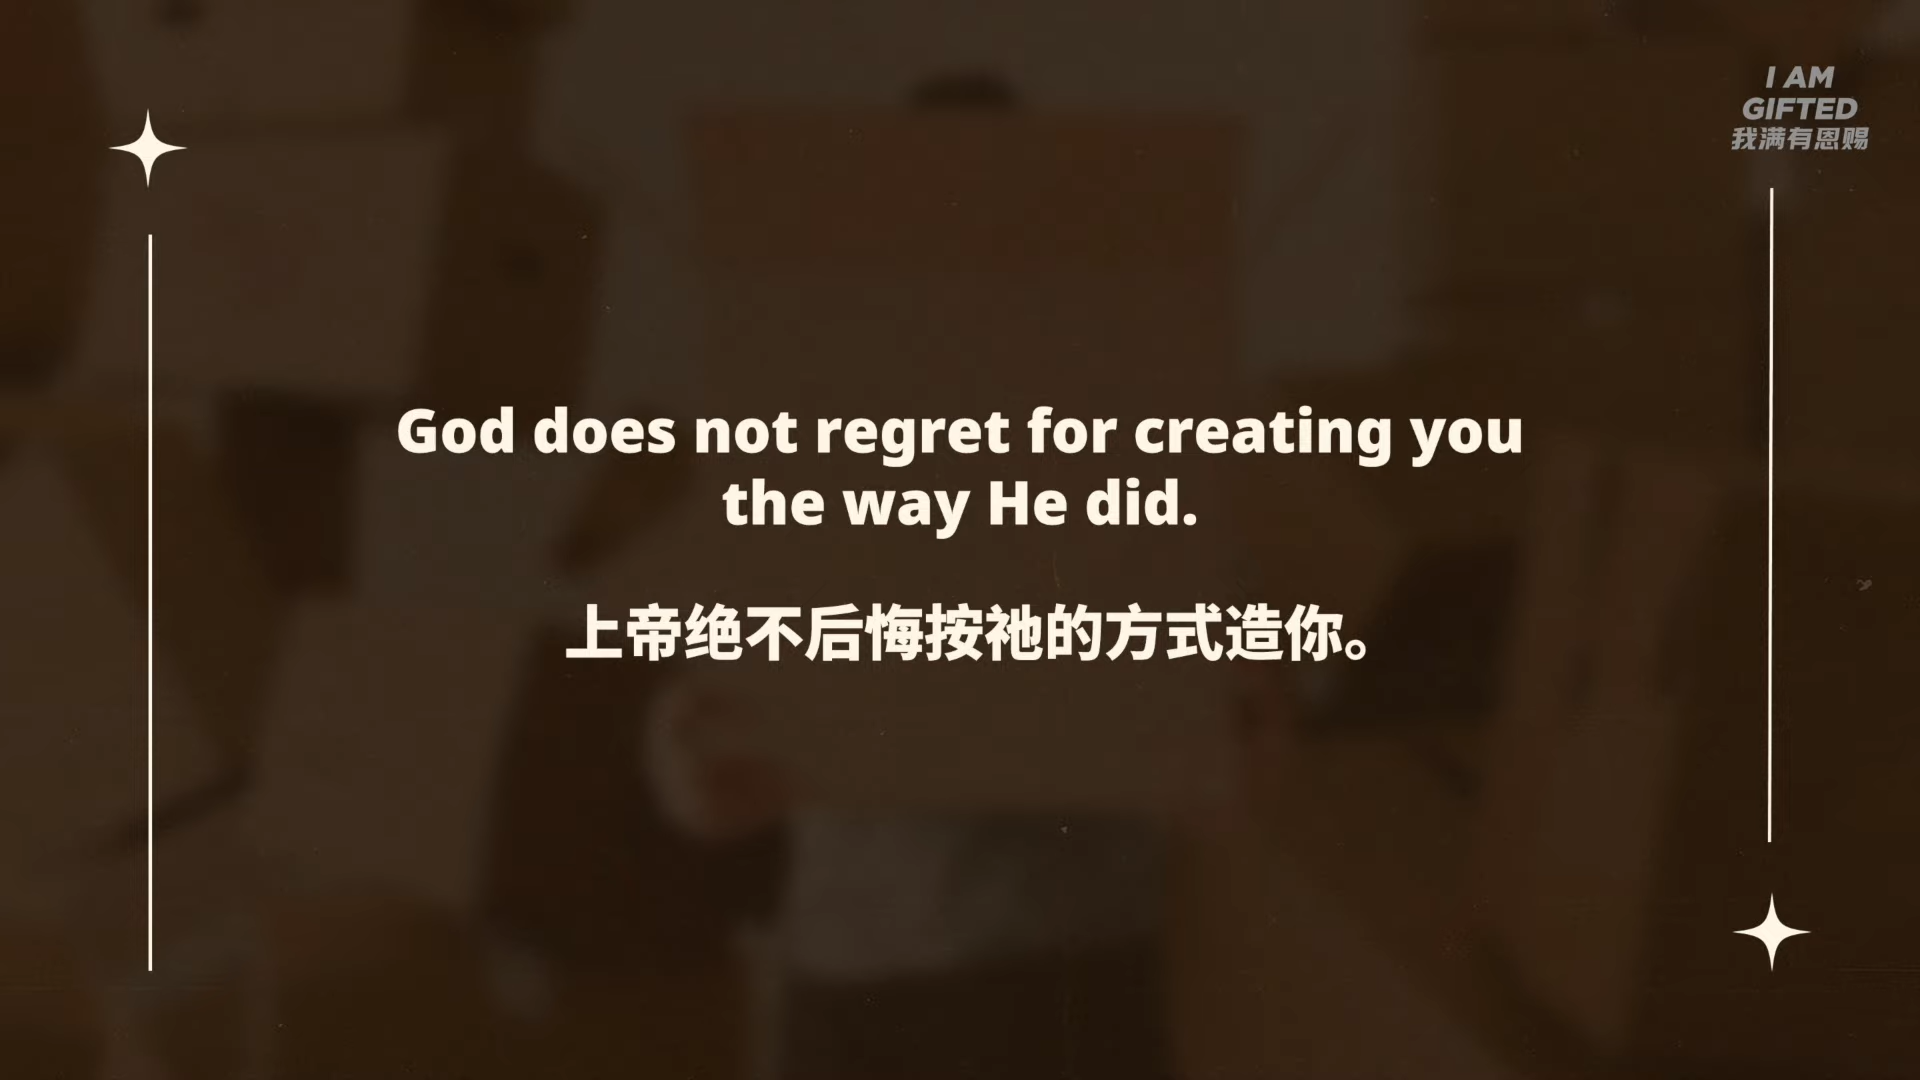 I AM
GIFTED
我满有恩赐
God does not regret for creating you
the way He did.
上帝绝不后悔按祂的方式造你。